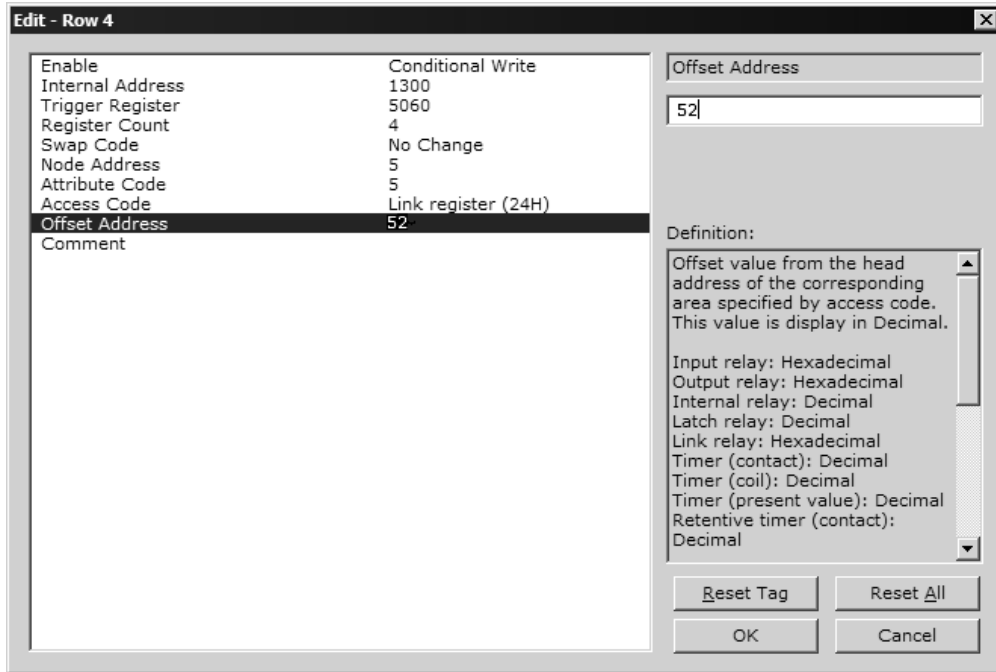 Edit - Row 4
Enable Conditional Write
Internal Address 1300
Trigger Register 5060
Register Count 4
Swap Code No Change
Node Address 5
Attribute Code 5
Access Code Link register (24H)
Offset Address 52
Comment
Offset Address
52
Definition:
Offset value from the head
address of the corresponding
area specified by access code.
This value is display in Decimal.
Input relay: Hexadecimal
Output relay: Hexadecimal
Internal relay: Decimal
Latch relay: Decimal
Link relay: Hexadecimal
Timer (contact): Decimal
Timer (coil): Decimal
Timer (present value): Decimal
Retentive timer (contact):
Decimal
Reset Tag Reset All
OK Cancel